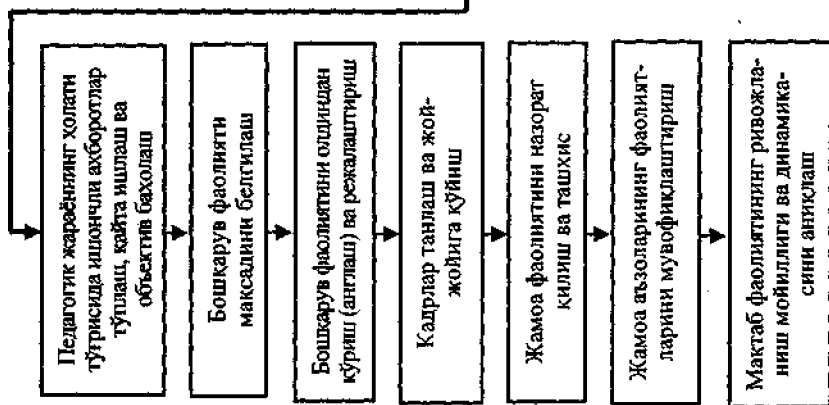 Педагогик жараённинг ҳолати
тўғрисида ишончли ахборотлар
тўплаш, қайта ишлаш ва
объектив баҳолаш
Бошқарув фаолияти
мақсадини белгилаш
Бошқарув фаолиятини олдиндан
кўриш (англаш) ва режалаштириш
Кадрлар танлаш ва жой-
жойига қўйиш
Жамоа фаолиятини назорат
қилиш ва ташхис
Жамоа аъзоларининг фаолият-
ларини мувофиқлаштириш
Мактаб фаолиятининг ривожла-
ниш мойиллиги ва динамика-
сини аниқлаш